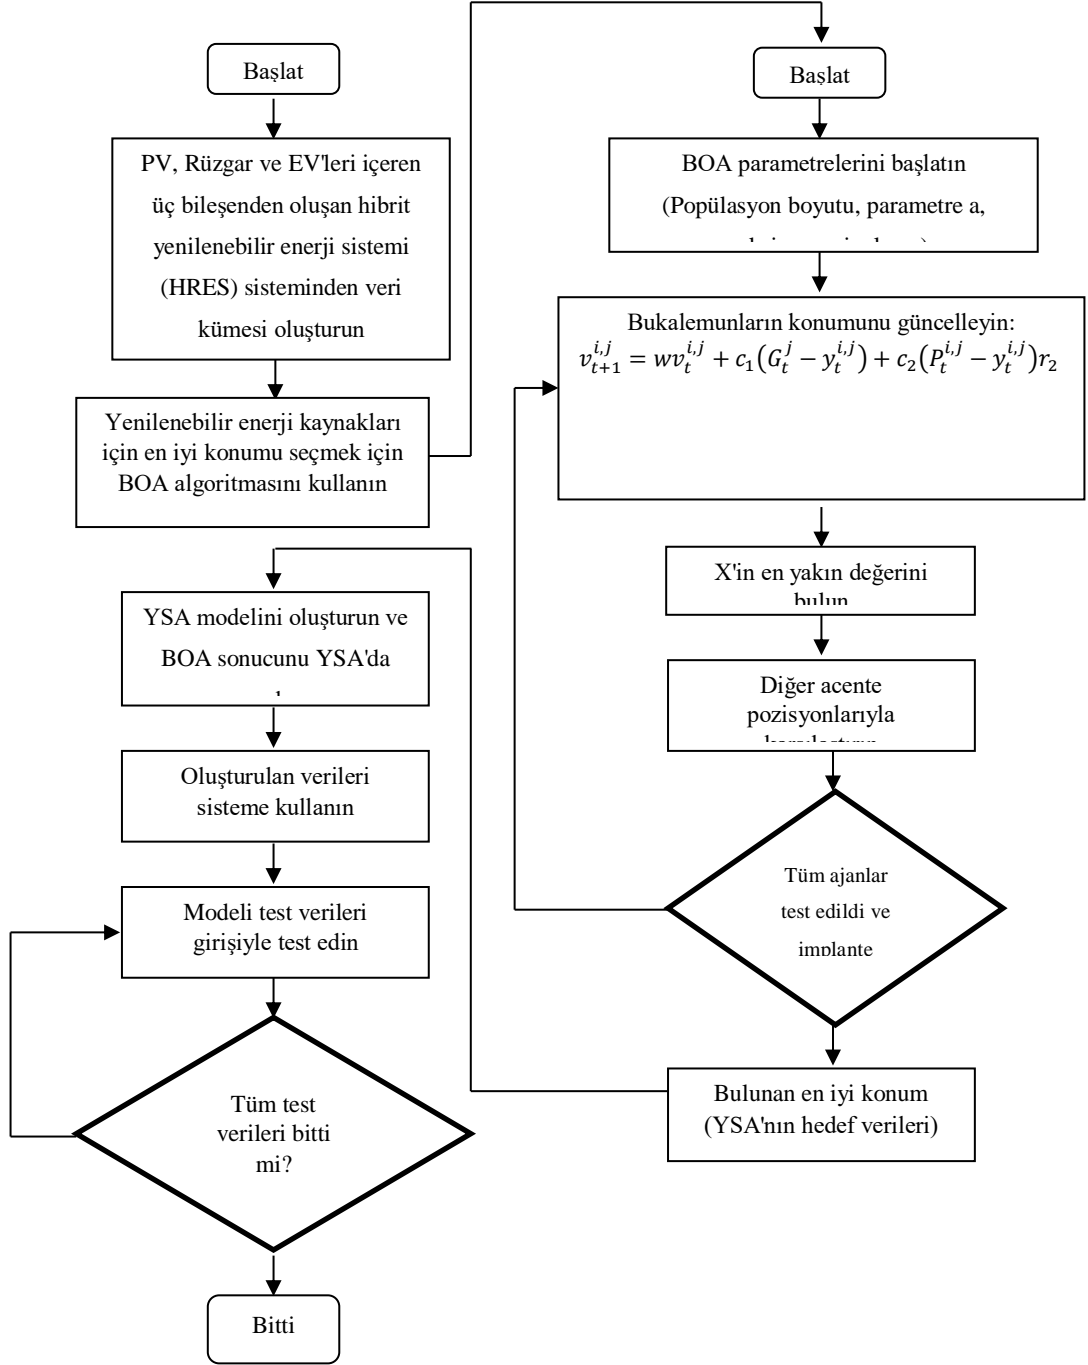 Başlat
PV, Rüzgar ve EV'leri içeren
üç bileşenden oluşan hibrit
yenilenebilir enerji sistemi
(HRES) sisteminden veri
kümesi oluşturun
Yenilenebilir enerji kaynakları
için en iyi konumu seçmek için
BOA algoritmasını kullanın
YSA modelini oluşturun ve
BOA sonucunu YSA'da
Oluşturulan verileri
sisteme kullanın
Modeli test verileri
girişiyle test edin
Tüm test
verileri bitti
mi?
Bitti
Başlat
BOA parametrelerini başlatın
(Popülasyon boyutu, parametre a,
Bukalemunların konumunu güncelleyin:
$v_{t+1}^{i,j} = wv_t^{i,j} + c_1(G_t^j - y_t^{i,j}) + c_2(P_t^{i,j} - y_t^{i,j})r_2$
X'in en yakın değerini
bulun
Diğer acente
pozisyonlarıyla
karşılaştırın
Tüm ajanlar
test edildi ve
implante
Bulunan en iyi konum
(YSA'nın hedef verileri)